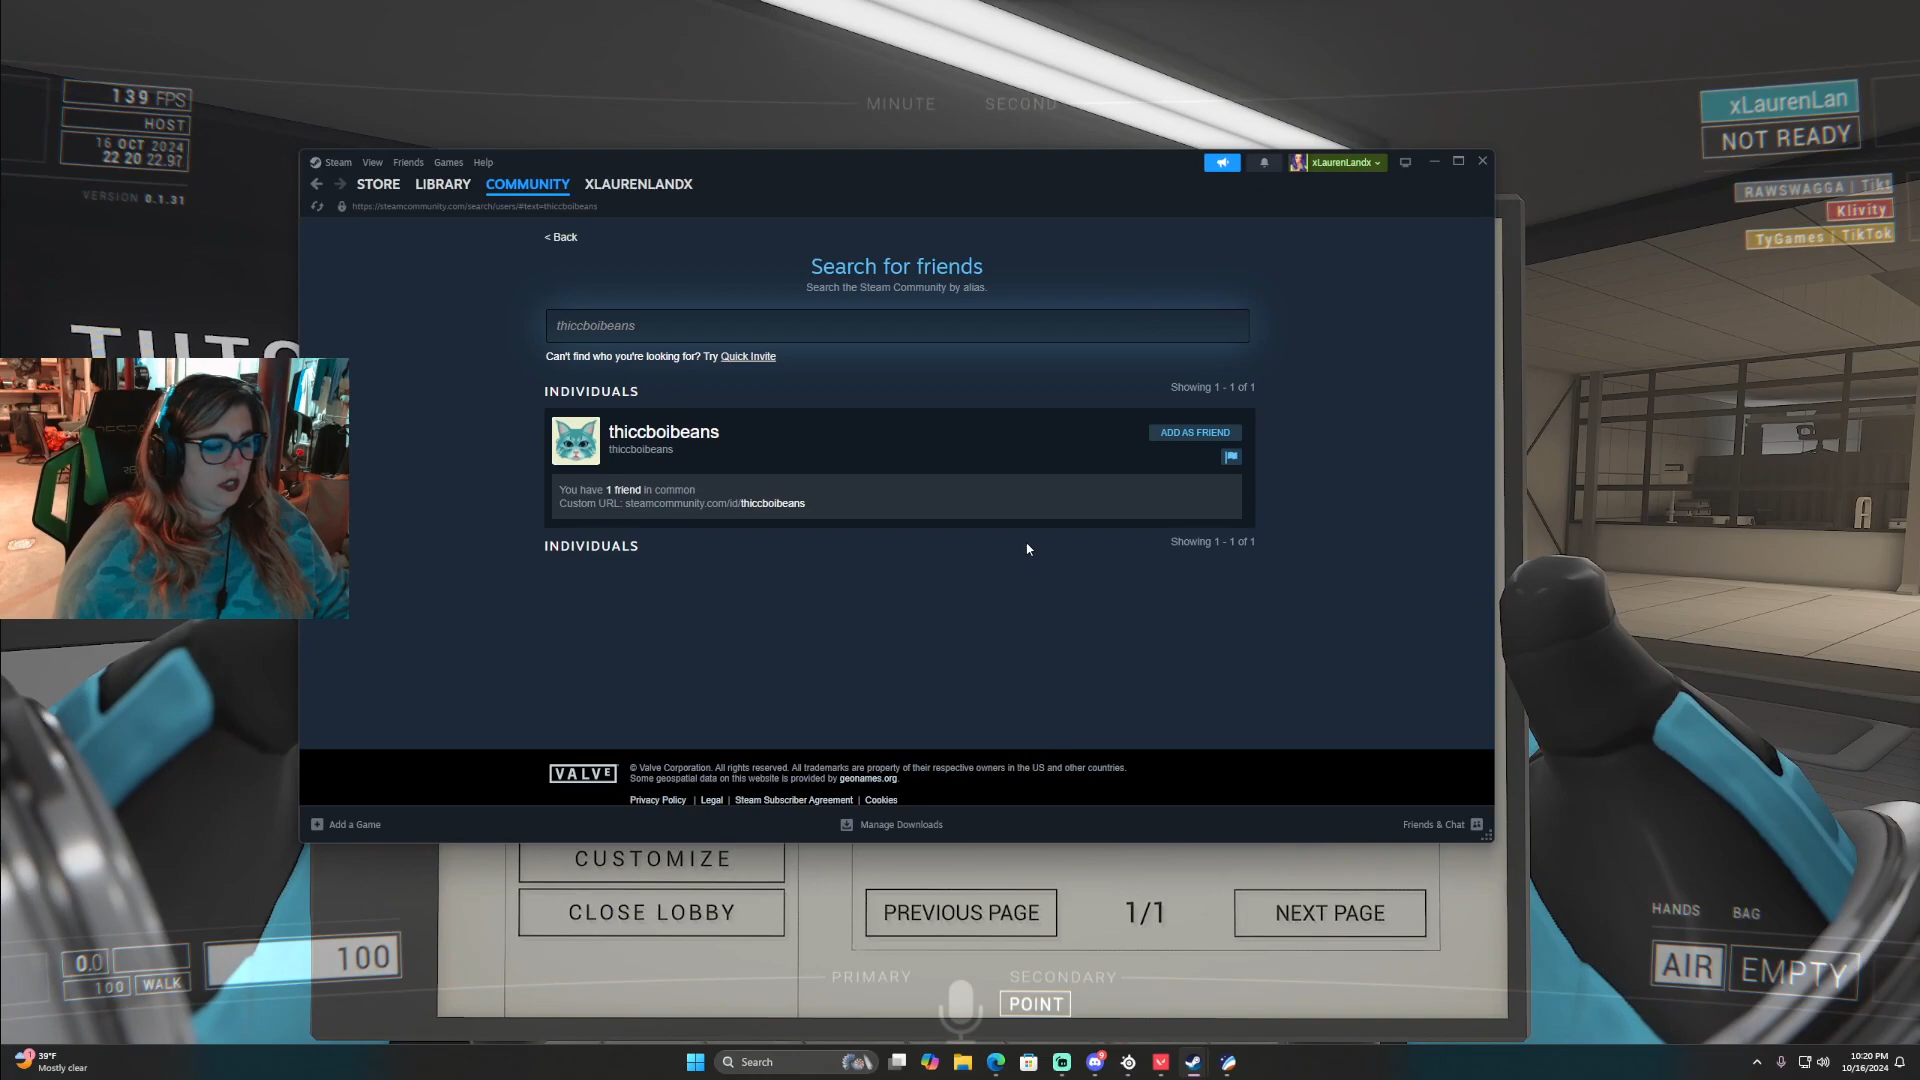 139 FPS
HOST
16 OCT 2024
22 20 22.97
VERSION 0.1.31
MINUTE SECOND
xLaurenLan
NOT READY
RAWSWAGGA | Tikt
Klivity
TyGames | TikTok
Steam View Friends Games Help
xLaurenLandx
STORE LIBRARY COMMUNITY XLAURENLANDX
https://steamcommunity.com/search/users/#text=thiccboibeans
< Back
Search for friends
Search the Steam Community by alias.
thiccboibeans
Can't find who you're looking for? Try Quick Invite
INDIVIDUALS
Showing 1 - 1 of 1
thiccboibeans
ADD AS FRIEND
thiccboibeans
You have 1 friend in common
Custom URL: steamcommunity.com/id/thiccboibeans
INDIVIDUALS
Showing 1 - 1 of 1
VALVE
© Valve Corporation. All rights reserved. All trademarks are property of their respective owners in the US and other countries.
Some geospatial data on this website is provided by geonames.org.
Privacy Policy | Legal | Steam Subscriber Agreement | Cookies
Add a Game
Manage Downloads
Friends & Chat
CUSTOMIZE
CLOSE LOBBY
PREVIOUS PAGE
1/1
NEXT PAGE
HANDS BAG
AIR EMPTY
0.0
100
100 WALK
PRIMARY SECONDARY
POINT
39°F
Mostly clear
Search
10:20 PM
10/16/2024